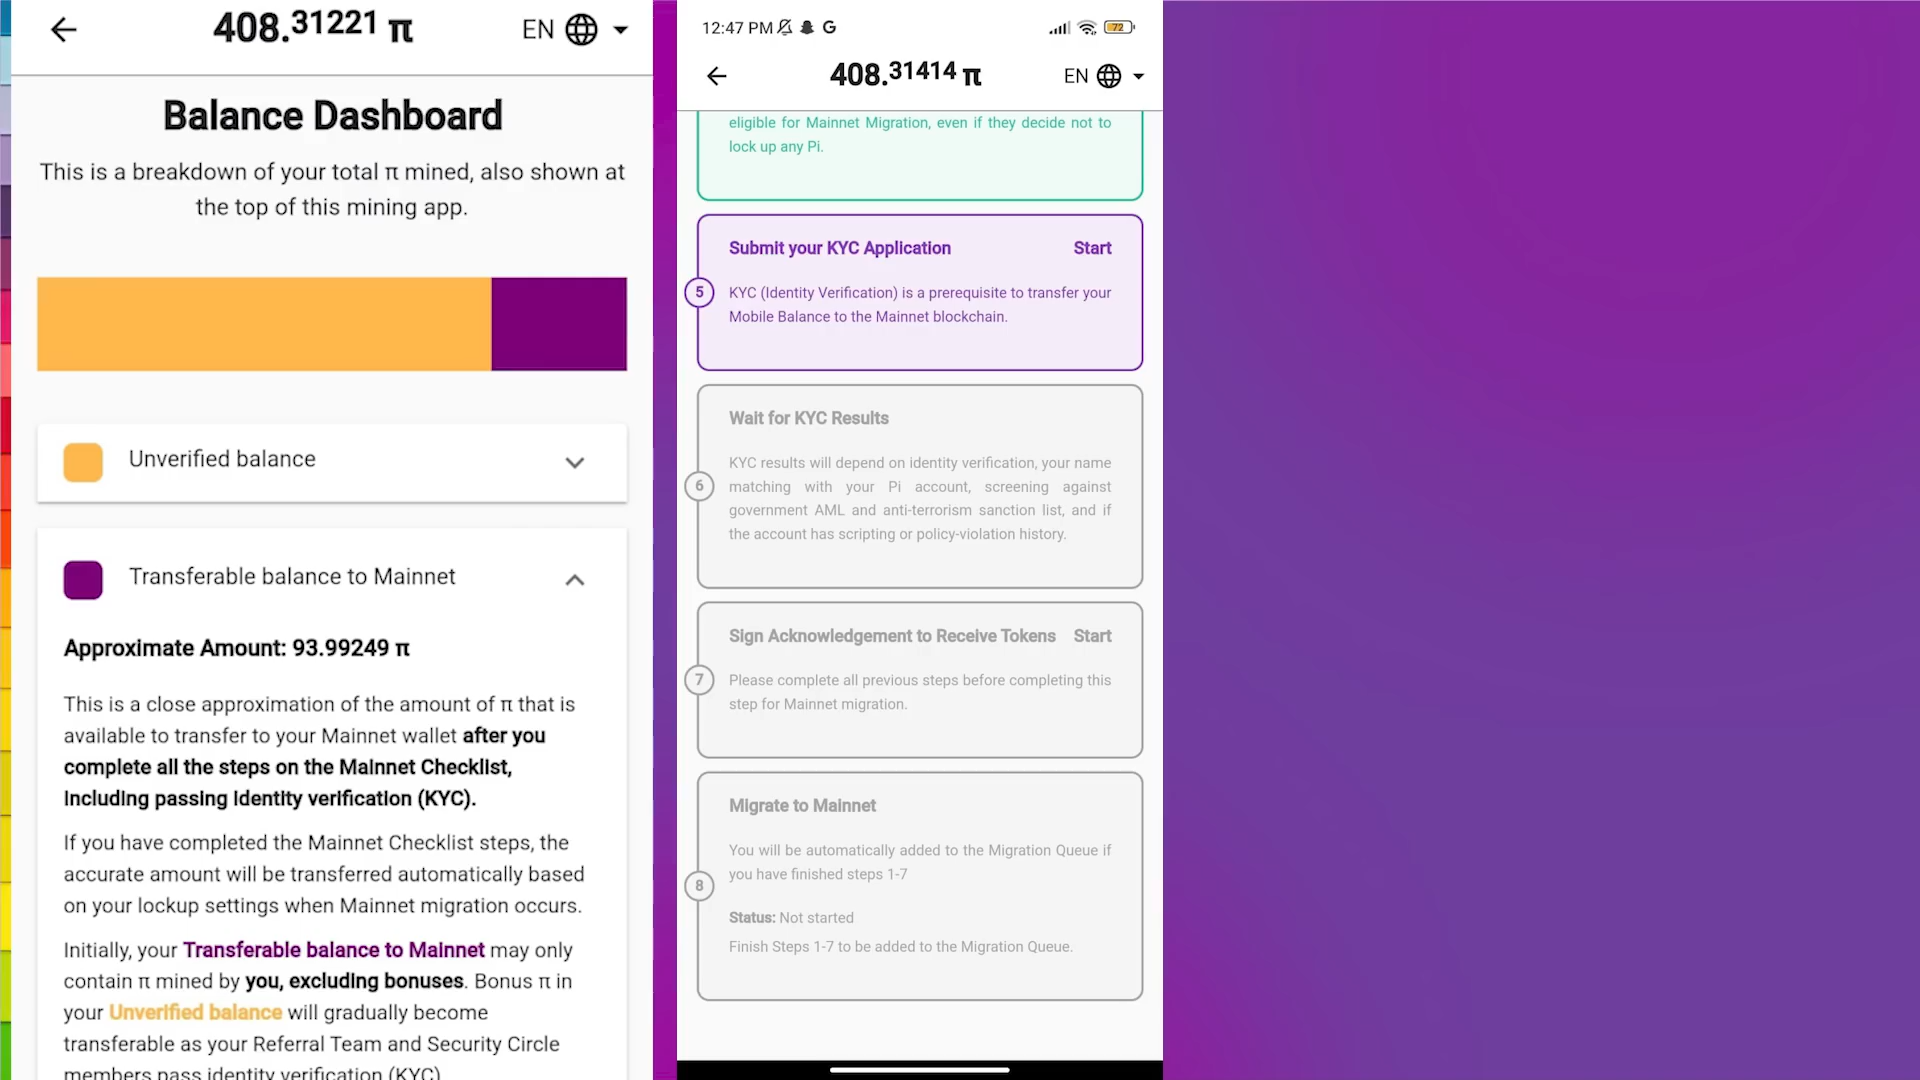 408.31221 π
EN
Balance Dashboard
This is a breakdown of your total π mined, also shown at
the top of this mining app.
Unverified balance
Transferable balance to Mainnet
Approximate Amount: 93.99249 π
This is a close approximation of the amount of π that is
available to transfer to your Mainnet wallet after you
complete all the steps on the Mainnet Checklist,
including passing identity verification (KYC).
If you have completed the Mainnet Checklist steps, the
accurate amount will be transferred automatically based
on your lockup settings when Mainnet migration occurs.
Initially, your Transferable balance to Mainnet may only
contain π mined by you, excluding bonuses. Bonus π in
your Unverified balance will gradually become
transferable as your Referral Team and Security Circle
members pass identity verification (KYC)
12:47 PM G
72
408.31414 π
EN
eligible for Mainnet Migration, even if they decide not to
lock up any Pi.
Submit your KYC Application Start
5
KYC (Identity Verification) is a prerequisite to transfer your
Mobile Balance to the Mainnet blockchain.
Wait for KYC Results
6
KYC results will depend on identity verification, your name
matching with your Pi account, screening against
government AML and anti-terrorism sanction list, and if
the account has scripting or policy-violation history.
Sign Acknowledgement to Receive Tokens Start
7
Please complete all previous steps before completing this
step for Mainnet migration.
Migrate to Mainnet
8
You will be automatically added to the Migration Queue if
you have finished steps 1-7
Status: Not started
Finish Steps 1-7 to be added to the Migration Queue.